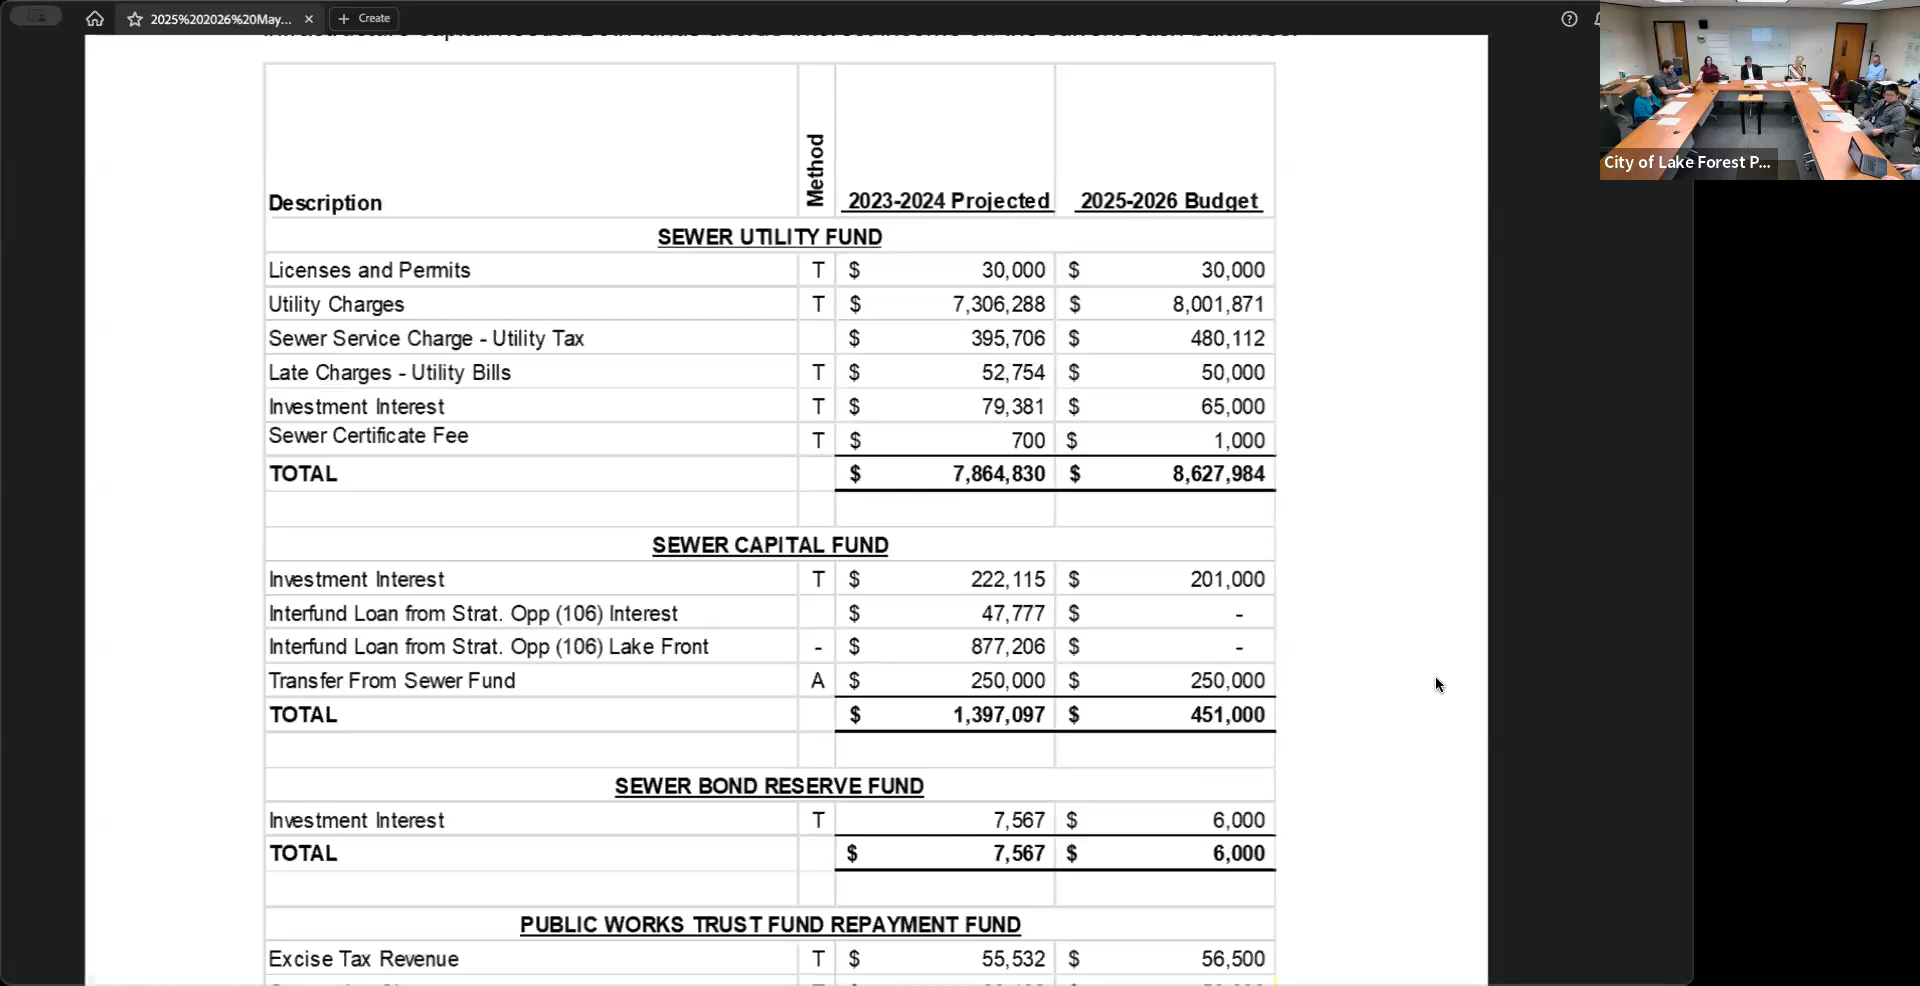 2025%202026%20May...
Create
City of Lake Forest P...
Description Method 2023-2024 Projected 2025-2026 Budget
SEWER UTILITY FUND
Licenses and Permits T $ 30,000 $ 30,000
Utility Charges T $ 7,306,288 $ 8,001,871
Sewer Service Charge - Utility Tax $ 395,706 $ 480,112
Late Charges - Utility Bills T $ 52,754 $ 50,000
Investment Interest T $ 79,381 $ 65,000
Sewer Certificate Fee T $ 700 $ 1,000
TOTAL $ 7,864,830 $ 8,627,984
SEWER CAPITAL FUND
Investment Interest T $ 222,115 $ 201,000
Interfund Loan from Strat. Opp (106) Interest $ 47,777 $ -
Interfund Loan from Strat. Opp (106) Lake Front - $ 877,206 $ -
Transfer From Sewer Fund A $ 250,000 $ 250,000
TOTAL $ 1,397,097 $ 451,000
SEWER BOND RESERVE FUND
Investment Interest T 7,567 $ 6,000
TOTAL $ 7,567 $ 6,000
PUBLIC WORKS TRUST FUND REPAYMENT FUND
Excise Tax Revenue T $ 55,532 $ 56,500